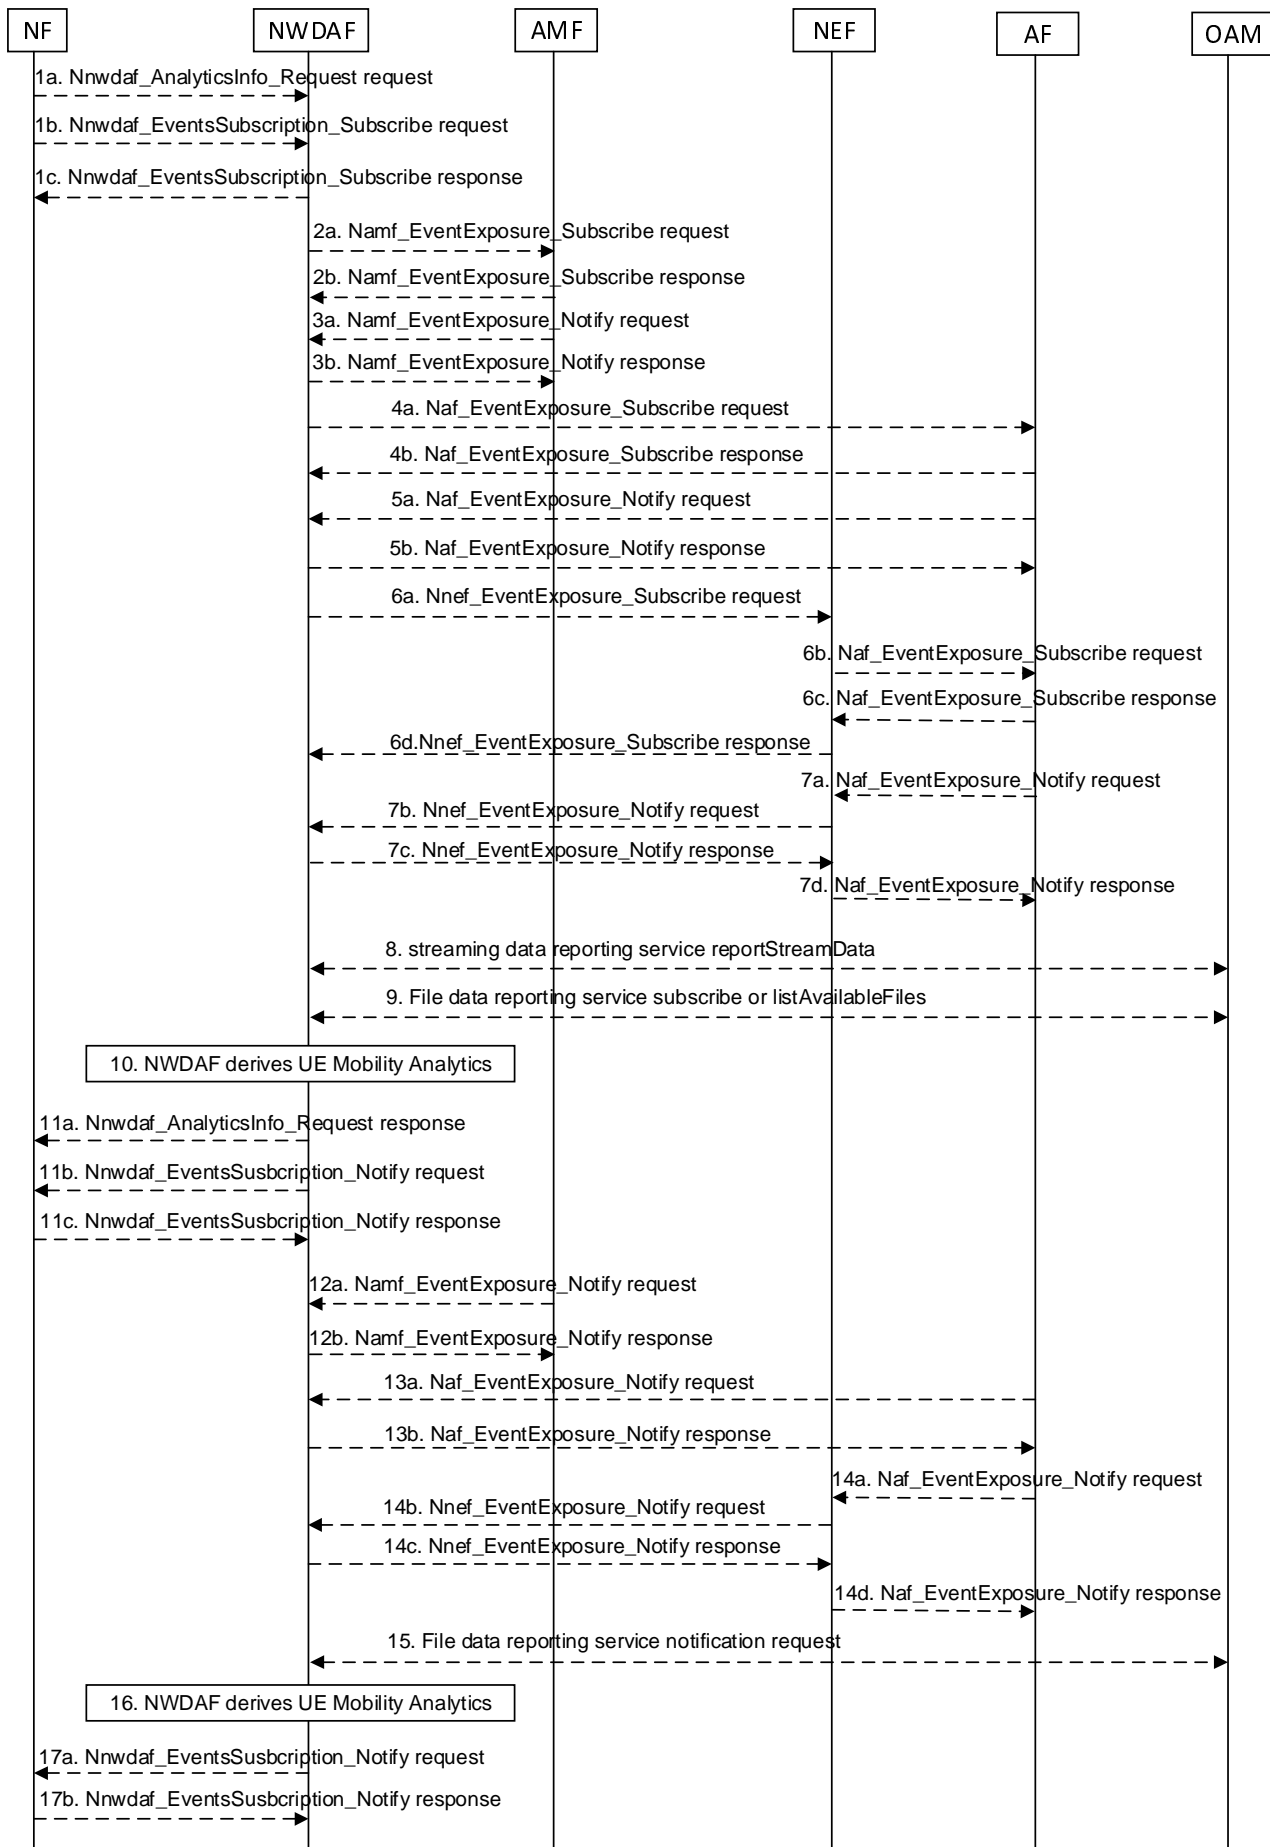 NF
NWDAF
AMF
NEF
AF
OAM
1a. Nnwdaf_AnalyticsInfo_Request request
1b. Nnwdaf_EventsSubscription_Subscribe request
1c. Nnwdaf_EventsSubscription_Subscribe response
2a. Namf_EventExposure_Subscribe request
2b. Namf_EventExposure_Subscribe response
3a. Namf_EventExposure_Notify request
3b. Namf_EventExposure_Notify response
4a. Naf_EventExposure_Subscribe request
4b. Naf_EventExposure_Subscribe response
5a. Naf_EventExposure_Notify request
5b. Naf_EventExposure_Notify response
6a. Nnef_EventExposure_Subscribe request
6b. Naf_EventExposure_Subscribe request
6c. Naf_EventExposure_Subscribe response
6d.Nnef_EventExposure_Subscribe response
7a. Naf_EventExposure_Notify request
7b. Nnef_EventExposure_Notify request
7c. Nnef_EventExposure_Notify response
7d. Naf_EventExposure_Notify response
8. streaming data reporting service reportStreamData
9. File data reporting service subscribe or listAvailableFiles
10. NWDAF derives UE Mobility Analytics
11a. Nnwdaf_AnalyticsInfo_Request response
11b. Nnwdaf_EventsSusbcription_Notify request
11c. Nnwdaf_EventsSusbcription_Notify response
12a. Namf_EventExposure_Notify request
12b. Namf_EventExposure_Notify response
13a. Naf_EventExposure_Notify request
13b. Naf_EventExposure_Notify response
14a. Naf_EventExposure_Notify request
14b. Nnef_EventExposure_Notify request
14c. Nnef_EventExposure_Notify response
14d. Naf_EventExposure_Notify response
15. File data reporting service notification request
16. NWDAF derives UE Mobility Analytics
17a. Nnwdaf_EventsSusbcription_Notify request
17b. Nnwdaf_EventsSusbcription_Notify response